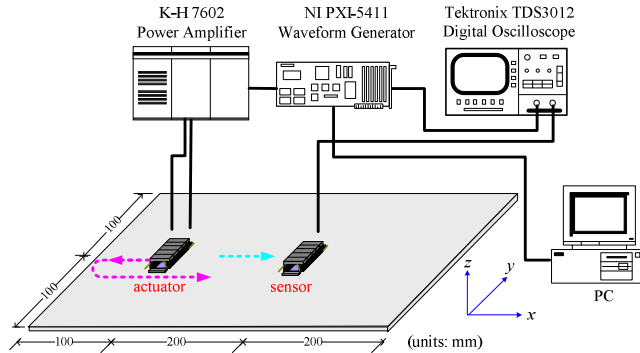 K-H 7602
Power Amplifier
NI PXI-5411
Waveform Generator
Tektronix TDS3012
Digital Oscilloscope
100
100
actuator
sensor
z
y
x
PC
100
200
200
(units: mm)